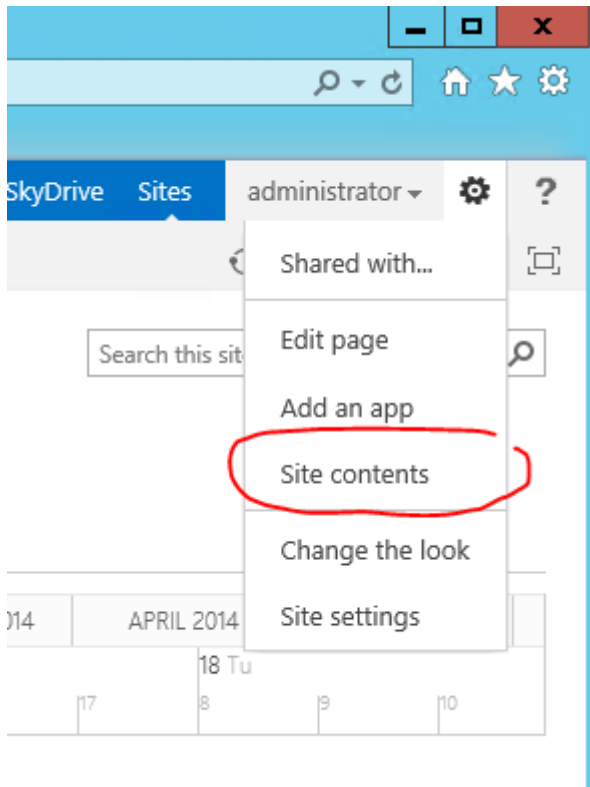 SkyDrive Sites administrator ?
Shared with...
Search this sit
Edit page
Add an app
Site contents
Change the look
Site settings
014 APRIL 2014
18 Tu
17 8 9 10